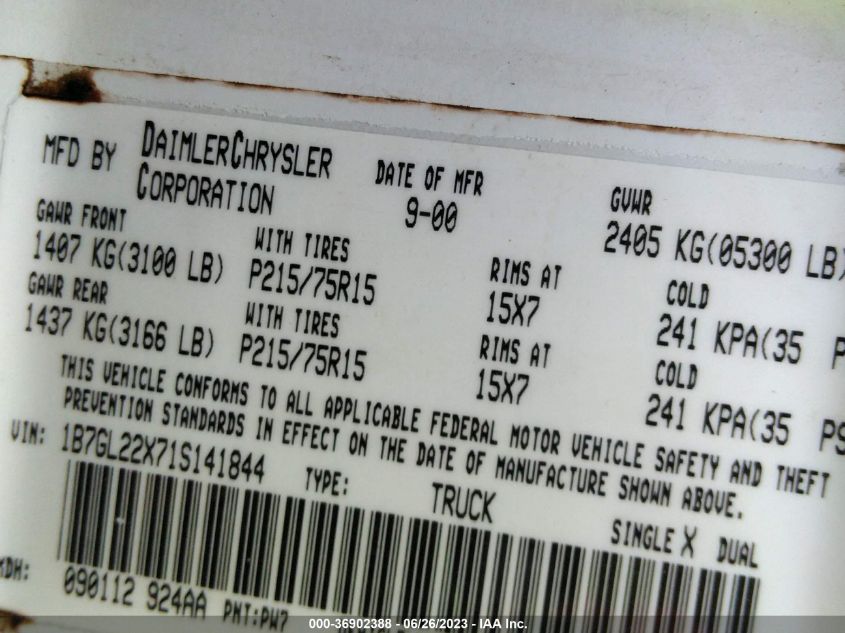 MFD BY DAIMLERCHRYSLER CORPORATION
DATE OF MFR 9-00
GVWR 2405 KG(05300 LB)
GAWR FRONT WITH TIRES RIMS AT COLD
1407 KG(3100 LB) P215/75R15 15X7 241 KPA(35 P
GAWR REAR WITH TIRES RIMS AT COLD
1437 KG(3166 LB) P215/75R15 15X7 241 KPA(35 PS
THIS VEHICLE CONFORMS TO ALL APPLICABLE FEDERAL MOTOR VEHICLE SAFETY AND THEFT
PREVENTION STANDARDS IN EFFECT ON THE DATE OF MANUFACTURE SHOWN ABOVE.
VIN: 1B7GL22X71S141844 TYPE: TRUCK SINGLE X DUAL
MDH: 090112 924AA PNT:PW7
000-36902388 - 06/26/2023 - IAA Inc.